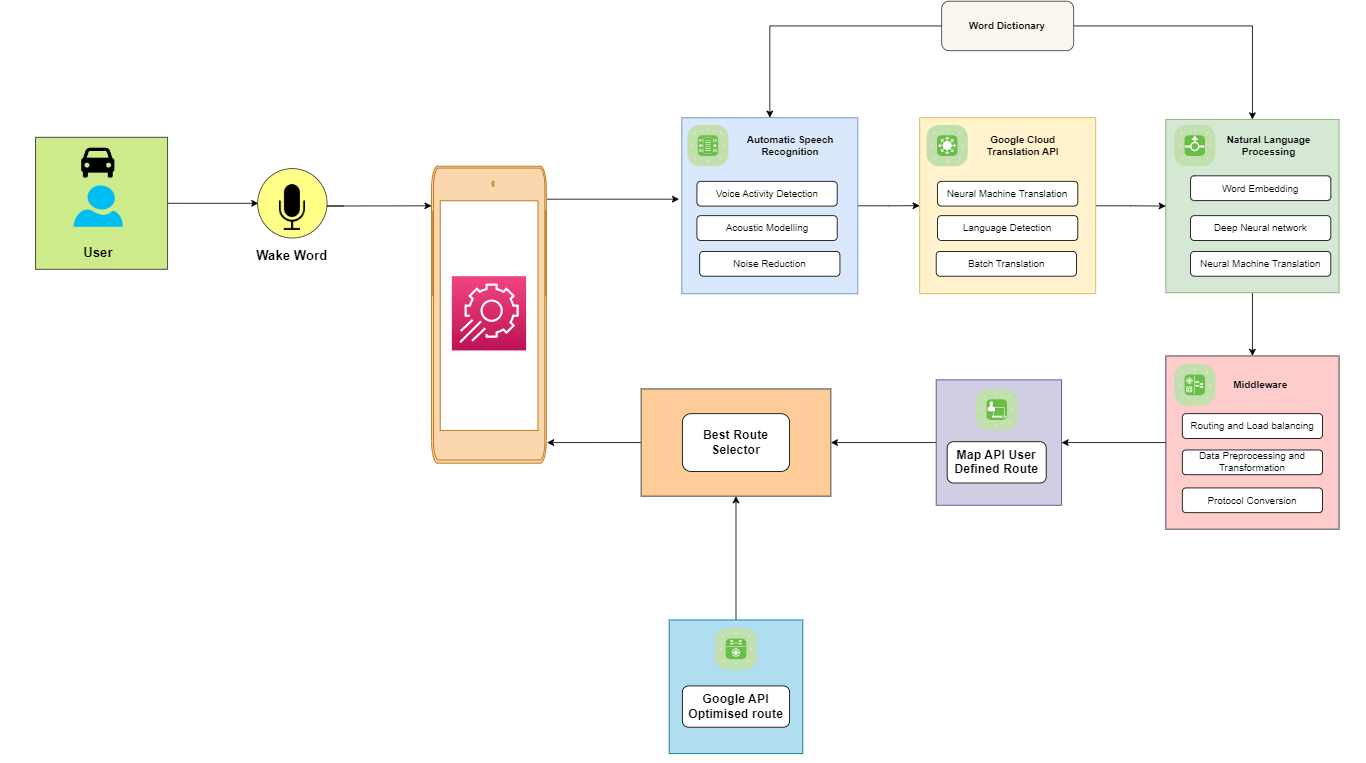 Word Dictionary
User
Wake Word
Automatic Speech
Recognition
Voice Activity Detection
Acoustic Modelling
Noise Reduction
Google Cloud
Translation API
Neural Machine Translation
Language Detection
Batch Translation
Natural Language
Processing
Word Embedding
Deep Neural network
Neural Machine Translation
Middleware
Routing and Load balancing
Data Preprocessing and
Transformation
Protocol Conversion
Map API User
Defined Route
Best Route
Selector
Google API
Optimised route